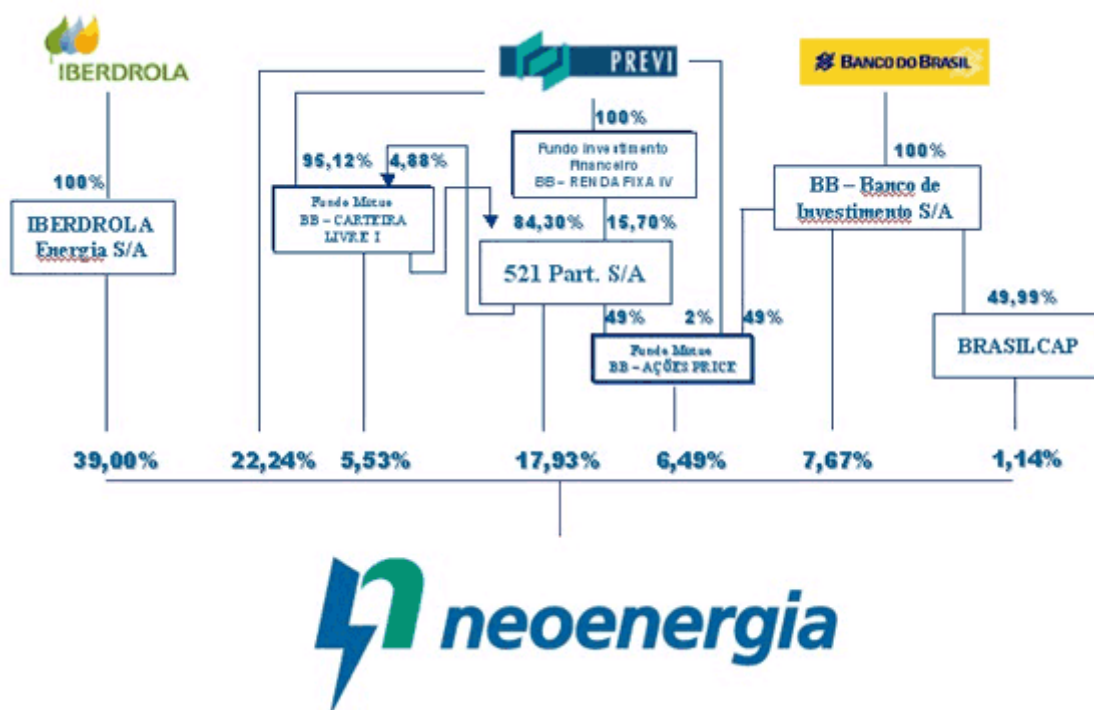 IBERDROLA
PREVI
BANCO DO BRASIL
100%
Fundo Investimento
Financeiro
BB – RENDA FIXA IV
95,12%
4,88%
100%
100%
IBERDROLA
Energia S/A
Fundo Mutuo
BB – CARTEIRA
LIVRE I
84,30%
15,70%
BB – Banco de
Investimento S/A
521 Part. S/A
49%
2%
49%
49,99%
Fundo Mutuo
BB – AÇÕES PRICE
BRASILCAP
39,00%
22,24%
5,53%
17,93%
6,49%
7,67%
1,14%
neoenergia